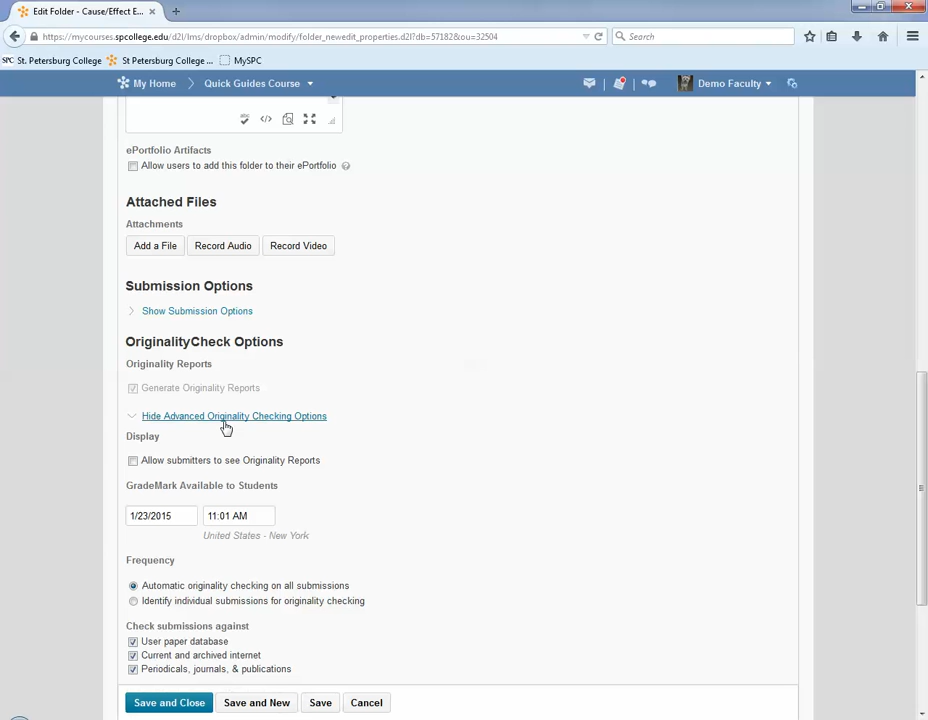 Edit Folder - Cause/Effect E...
https://mycourses.spcollege.edu/d2l/lms/dropbox/admin/modify/folder_newedit_properties.d2l?db=57182&ou=32504
Search
SPC St. Petersburg College
St Petersburg College ...
MySPC
My Home
Quick Guides Course
Demo Faculty
ePortfolio Artifacts
Allow users to add this folder to their ePortfolio
Attached Files
Attachments
Add a File Record Audio Record Video
Submission Options
Show Submission Options
OriginalityCheck Options
Originality Reports
Generate Originality Reports
Hide Advanced Originality Checking Options
Display
Allow submitters to see Originality Reports
GradeMark Available to Students
1/23/2015 11:01 AM
United States - New York
Frequency
Automatic originality checking on all submissions
Identify individual submissions for originality checking
Check submissions against
User paper database
Current and archived internet
Periodicals, journals, & publications
Save and Close Save and New Save Cancel